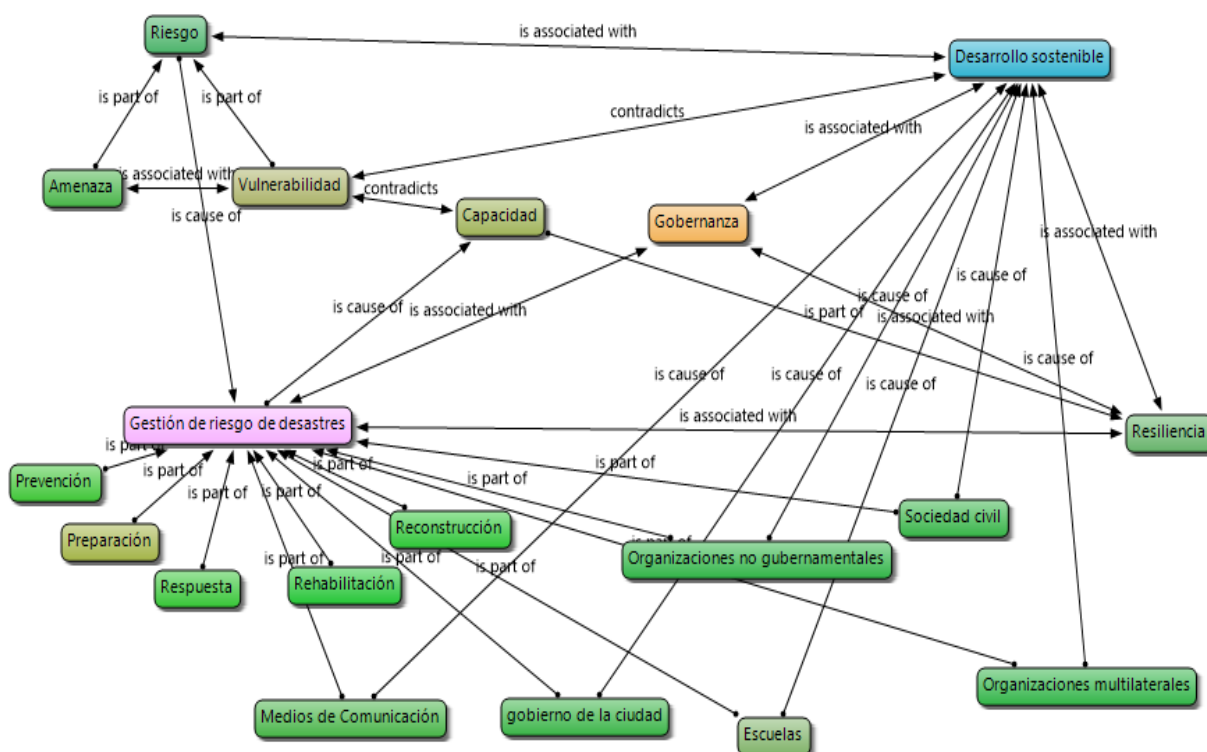 Riesgo
is associated with
Desarrollo sostenible
is part of
is part of
contradicts
is associated with
Amenaza
is associated with
Vulnerabilidad
contradicts
is cause of
Capacidad
Gobernanza
is associated with
is cause of
is cause of
is associated with
is cause of
is part of
is associated with
is cause of
is cause of
is cause of
is cause of
Gestión de riesgo de desastres
is associated with
Resiliencia
is part of
is part of
is part of
is part of
is part of
is part of
is part of
Prevención
Preparación
Respuesta
Rehabilitación
Reconstrucción
Organizaciones no gubernamentales
Sociedad civil
is part of
is part of
is part of
is part of
Medios de Comunicación
gobierno de la ciudad
Escuelas
Organizaciones multilaterales